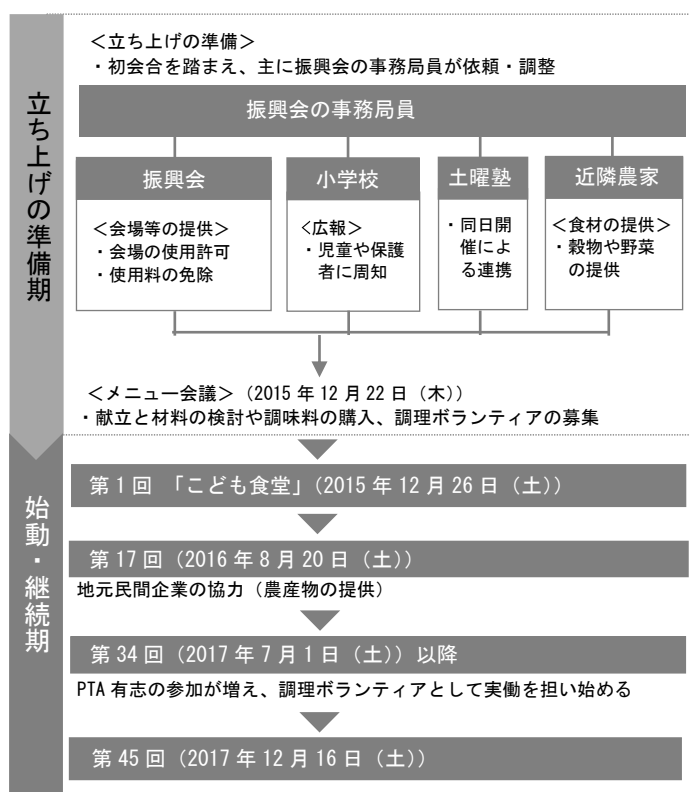 立ち上げの準備期
＜立ち上げの準備＞
・初会合を踏まえ、主に振興会の事務局員が依頼・調整
振興会の事務局員
振興会
＜会場等の提供＞
・会場の使用許可
・使用料の免除
小学校
＜広報＞
・児童や保護
者に周知
土曜塾
・同日開
催によ
る連携
近隣農家
＜食材の提供＞
・穀物や野菜
の提供
＜メニュー会議＞（2015 年 12 月 22 日（木））
・献立と材料の検討や調味料の購入、調理ボランティアの募集
始動・継続期
第 1 回 「こども食堂」（2015 年 12 月 26 日（土））
第 17 回（2016 年 8 月 20 日（土））
地元民間企業の協力（農産物の提供）
第 34 回（2017 年 7 月 1 日（土））以降
PTA 有志の参加が増え、調理ボランティアとして実働を担い始める
第 45 回（2017 年 12 月 16 日（土））